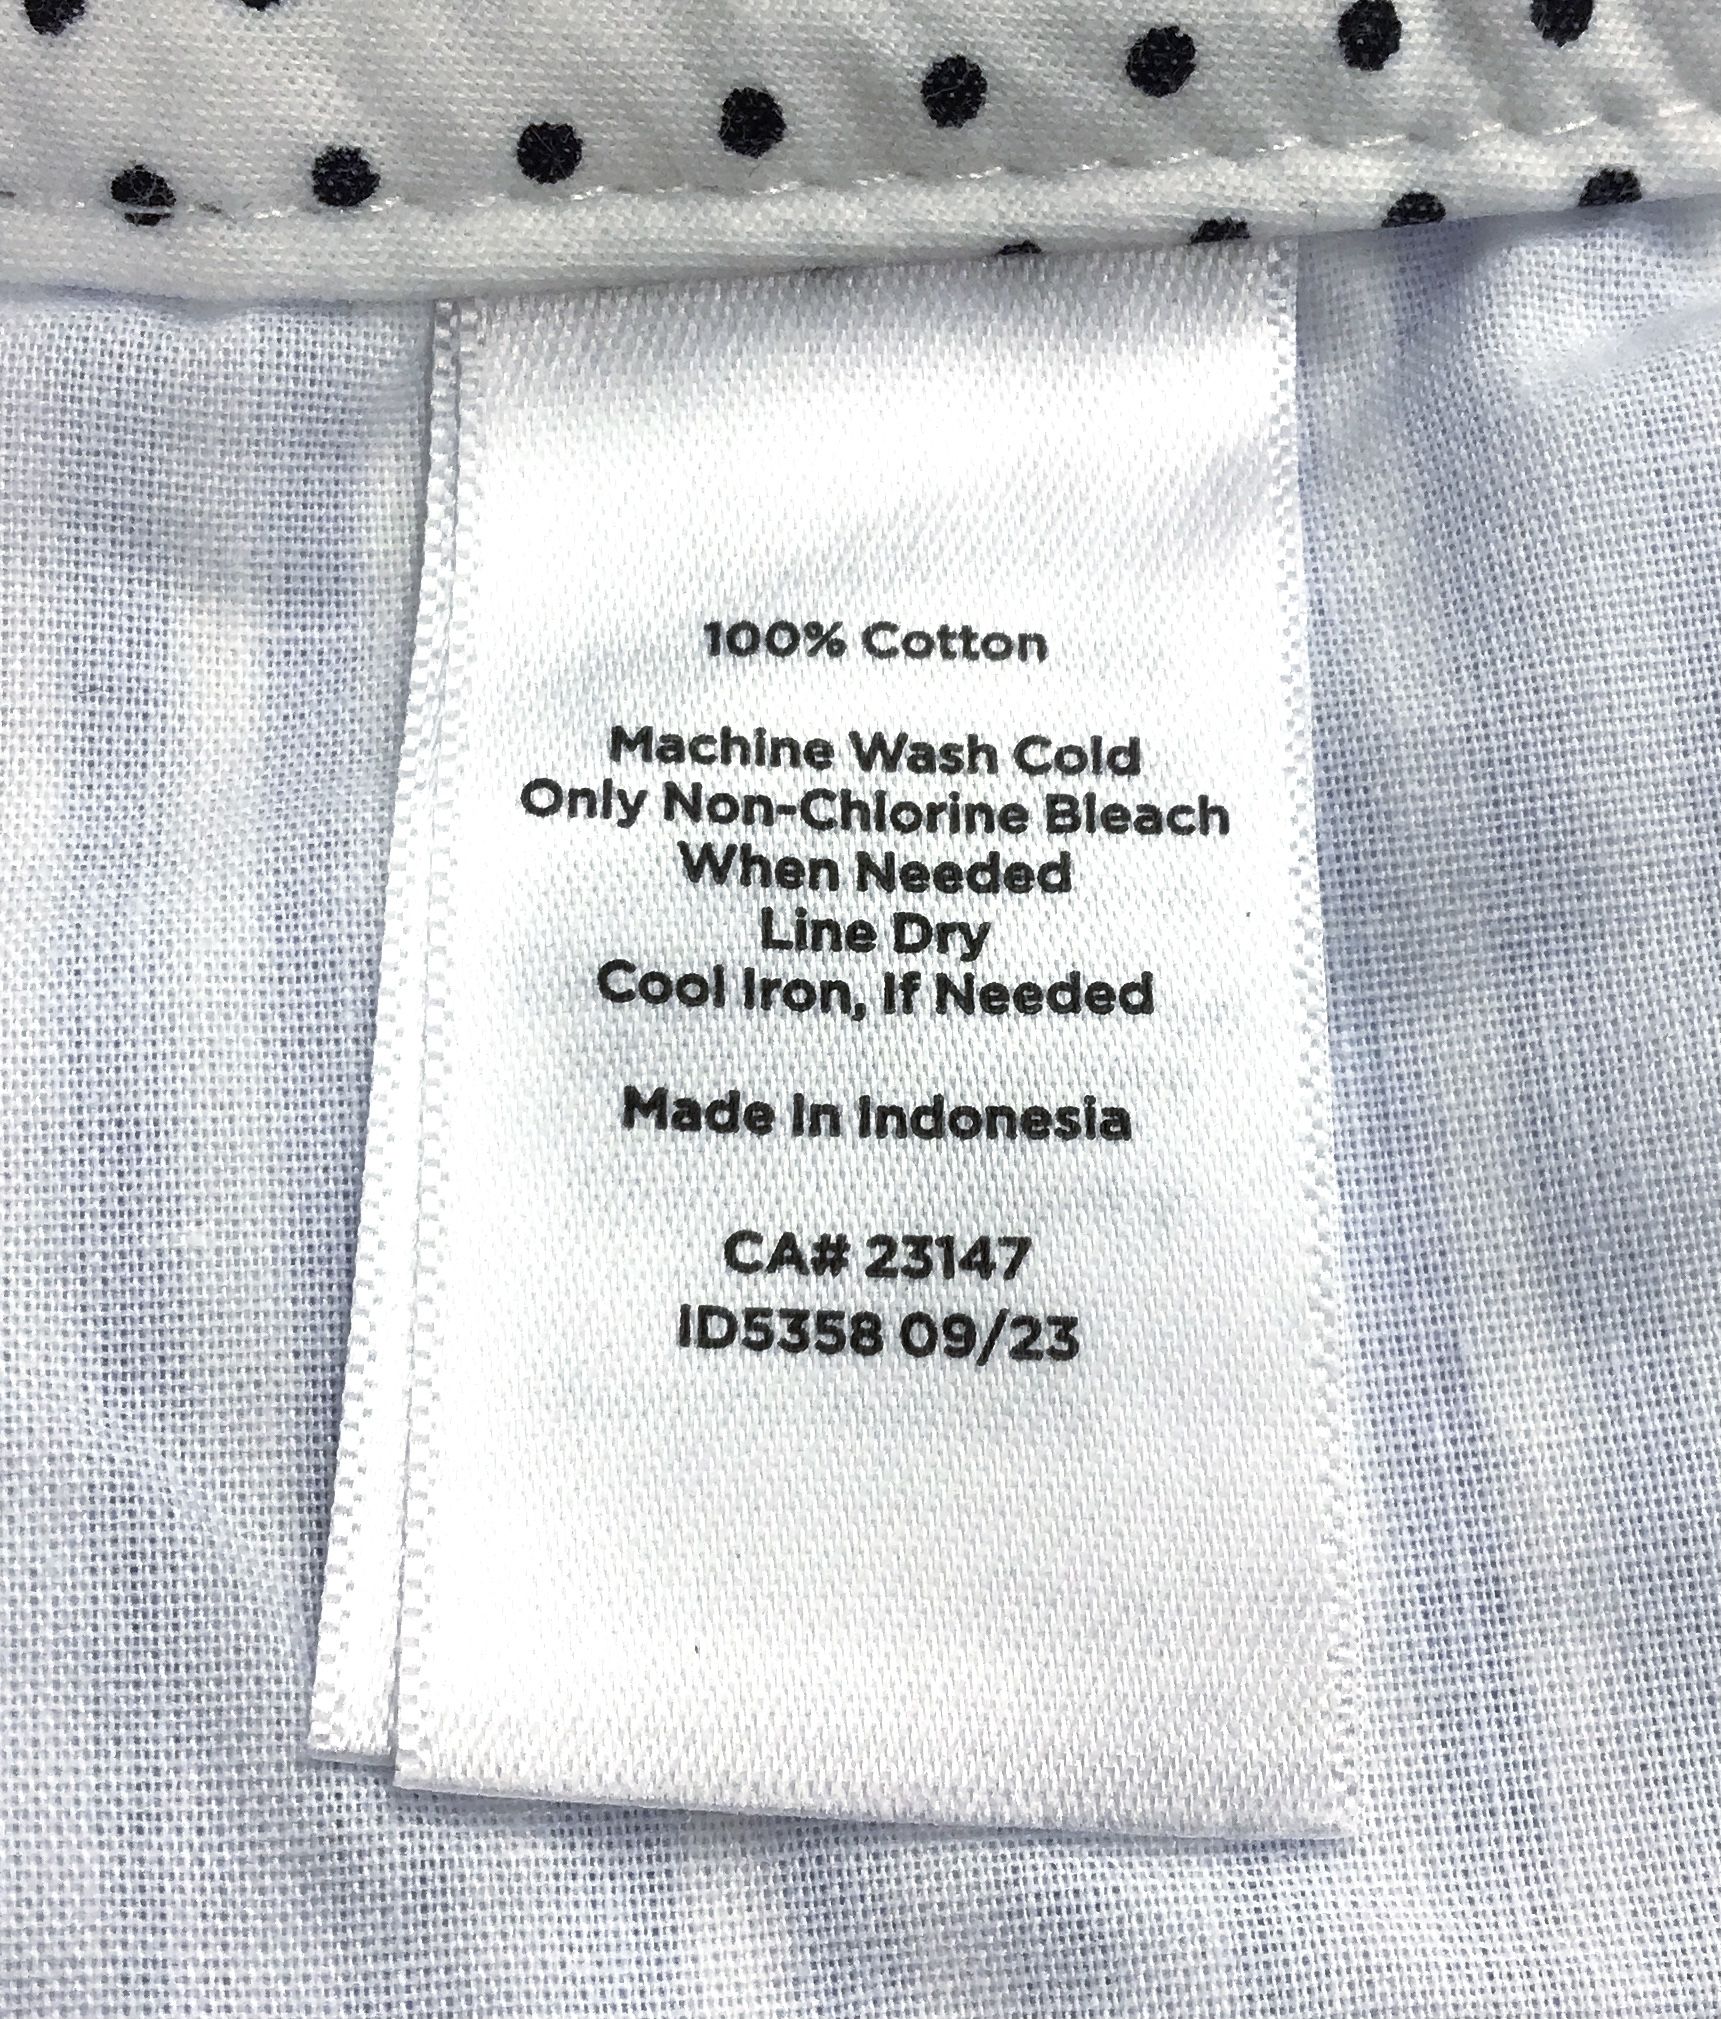 100% Cotton
Machine Wash Cold
Only Non-Chlorine Bleach
When Needed
Line Dry
Cool Iron, If Needed
Made In Indonesia
CA# 23147
ID5358 09/23